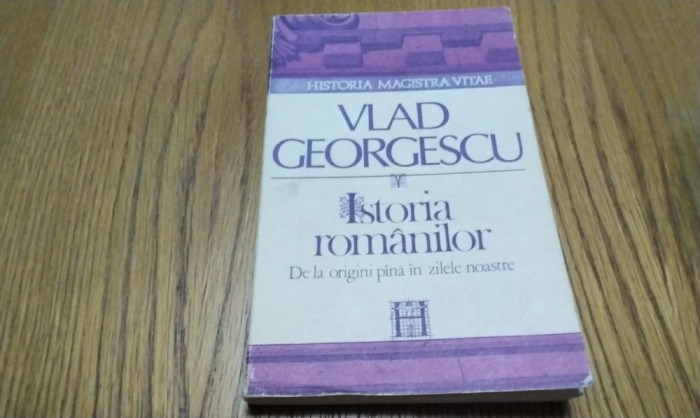 HISTORIA MAGISTRA VITAE
VLAD
GEORGESCU
Istoria
românilor
De la origini pînă în zilele noastre
H